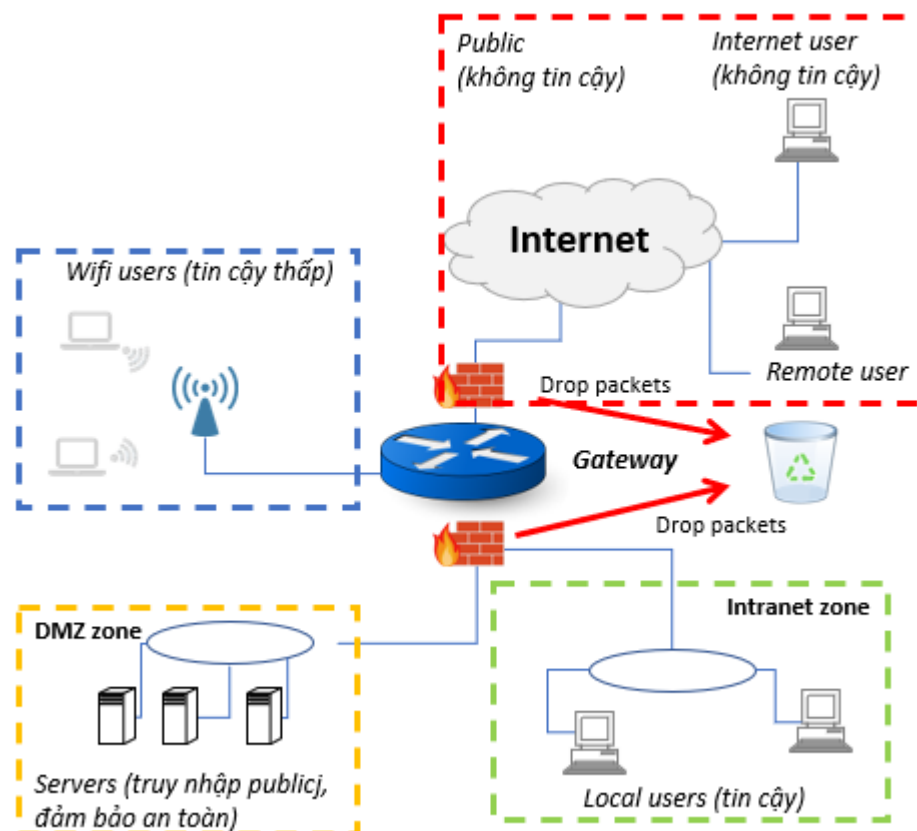 Public
(không tin cậy)
Internet user
(không tin cậy)
Internet
Wifi users (tin cậy thấp)
Remote user
Drop packets
Gateway
Drop packets
DMZ zone
Intranet zone
Servers (truy nhập publicj,
đảm bảo an toàn)
Local users (tin cậy)